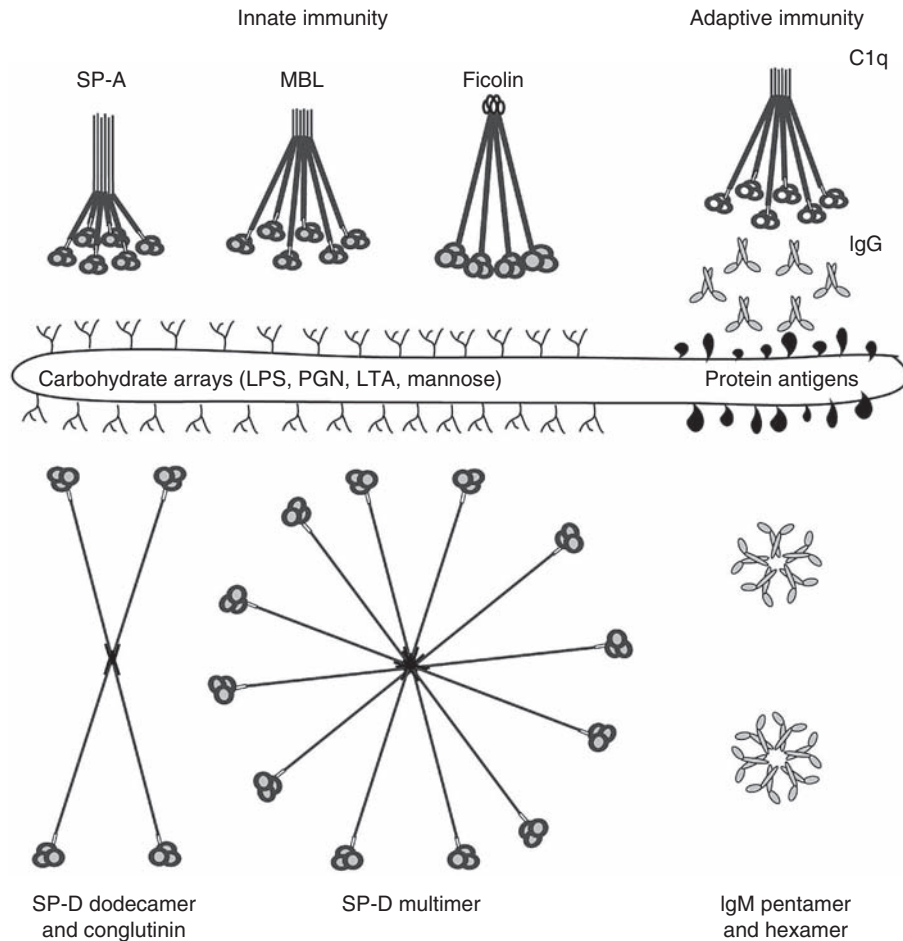 Innate immunity
Adaptive immunity
C1q
SP-A
MBL
Ficolin
IgG
Carbohydrate arrays (LPS, PGN, LTA, mannose)
Protein antigens
SP-D dodecamer
and conglutinin
SP-D multimer
IgM pentamer
and hexamer